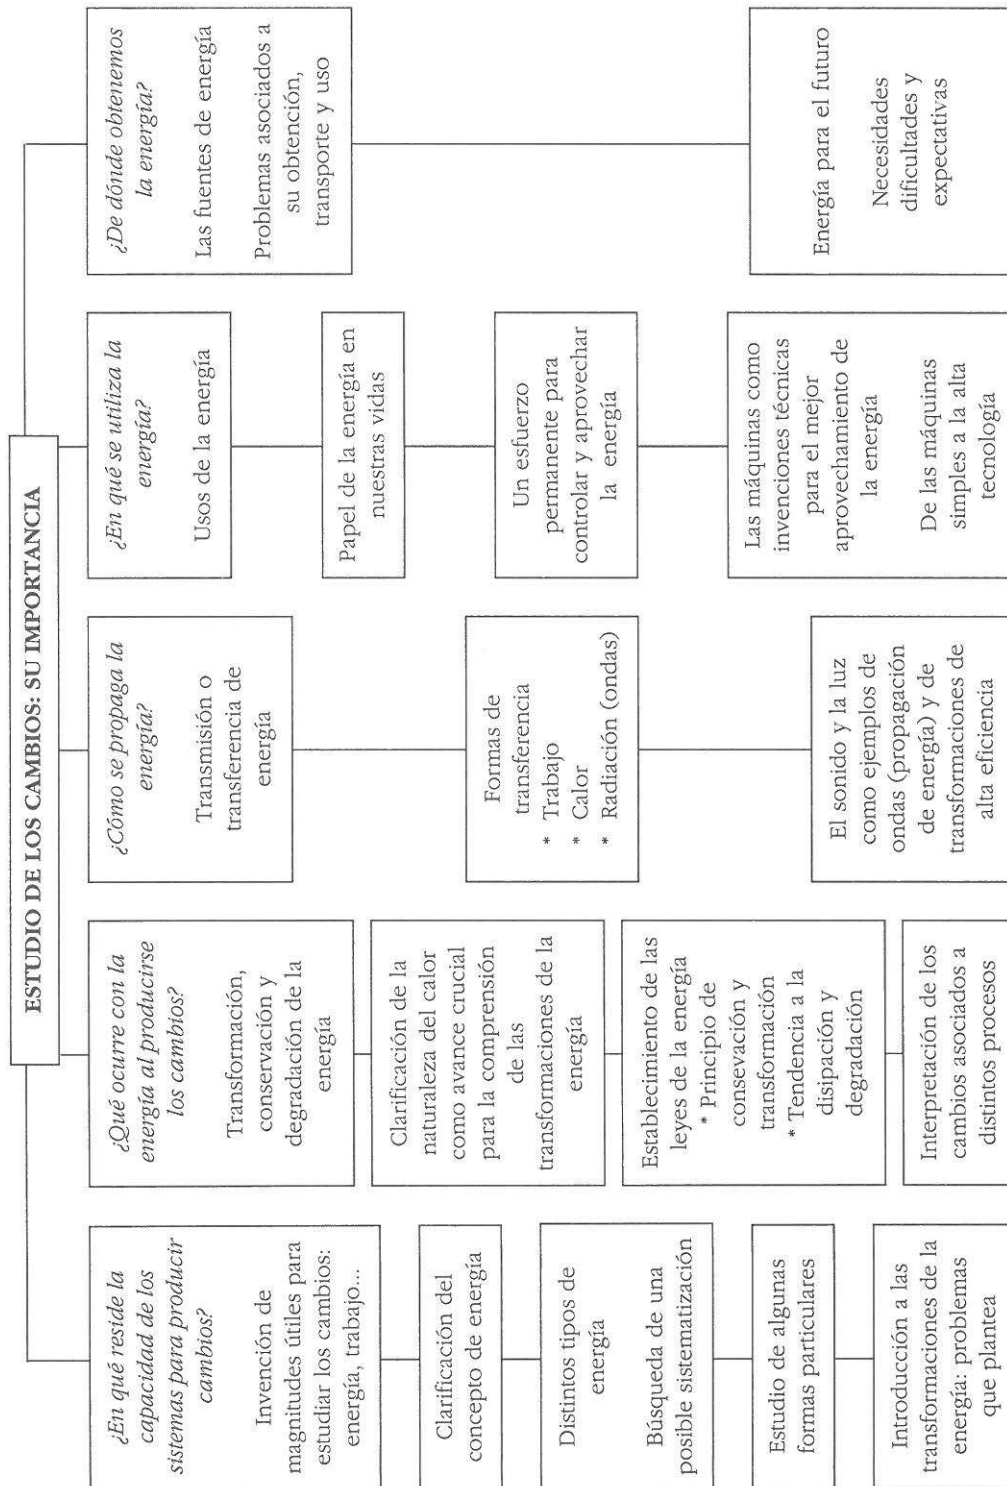 ESTUDIO DE LOS CAMBIOS: SU IMPORTANCIA
¿En qué reside la
capacidad de los
sistemas para producir
cambios?
Invención de
magnitudes útiles para
estudiar los cambios:
energía, trabajo...
Clarificación del
concepto de energía
Distintos tipos de
energía
Búsqueda de una
posible sistematización
Estudio de algunas
formas particulares
Introducción a las
transformaciones de la
energía: problemas
que plantea
¿Qué ocurre con la
energía al producirse
los cambios?
Transformación,
conservación y
degradación de la
energía
Clarificación de la
naturaleza del calor
como avance crucial
para la comprensión
de las
transformaciones de la
energía
Establecimiento de las
leyes de la energía
* Principio de
consevación y
transformación
* Tendencia a la
disipación y
degradación
Interpretación de los
cambios asociados a
distintos procesos
¿Cómo se propaga la
energía?
Transmisión o
transferencia de
energía
Formas de
transferencia
* Trabajo
* Calor
* Radiación (ondas)
El sonido y la luz
como ejemplos de
ondas (propagación
de energía) y de
transformaciones de
alta eficiencia
¿En qué se utiliza la
energía?
Usos de la energía
Papel de la energía en
nuestras vidas
Un esfuerzo
permanente para
controlar y aprovechar
la energía
Las máquinas como
invenciones técnicas
para el mejor
aprovechamiento de
la energía
De las máquinas
simples a la alta
tecnología
¿De dónde obtenemos
la energía?
Las fuentes de energía
Problemas asociados a
su obtención,
transporte y uso
Energía para el futuro
Necesidades
dificultades y
expectativas